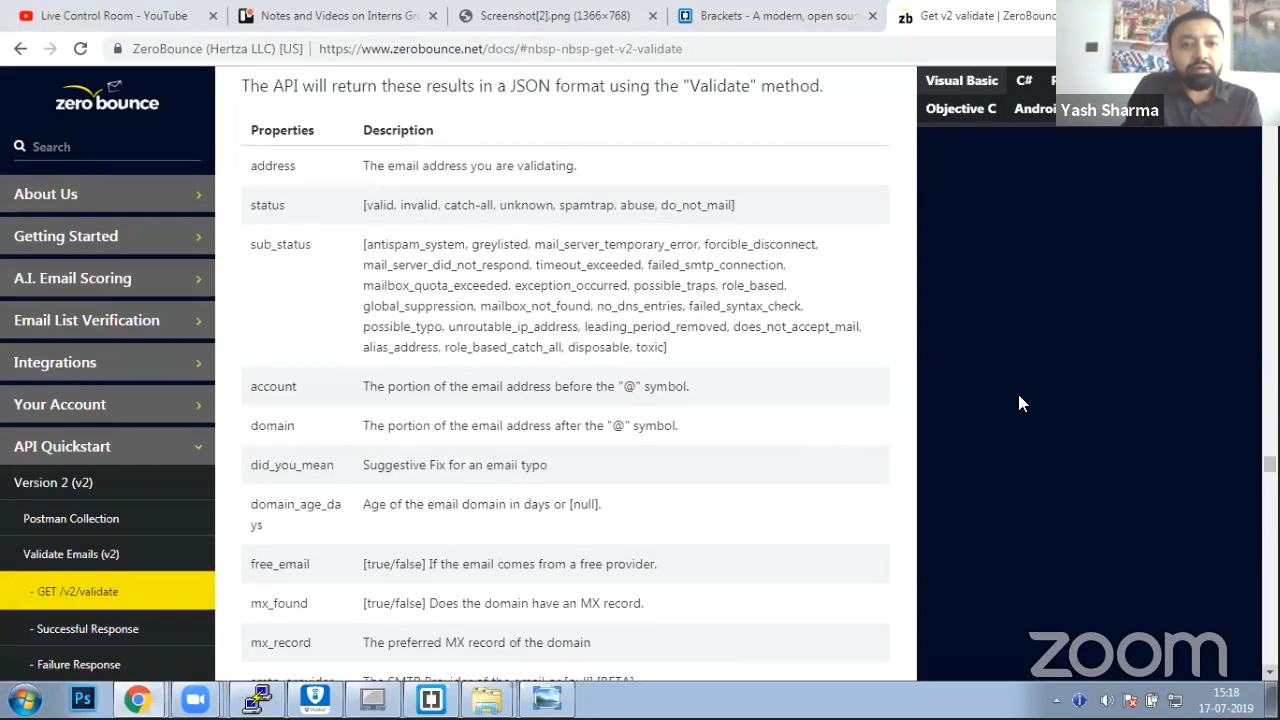 Live Control Room - YouTube
Notes and Videos on Interns Gr
Screenshot[2].png (1366×768)
Brackets - A modern, open sour
Get v2 validate | ZeroBounce
ZeroBounce (Hertza LLC) [US] | https://www.zerobounce.net/docs/#nbsp-nbsp-get-v2-validate
Yash Sharma
zero bounce
Search
About Us
Getting Started
A.I. Email Scoring
Email List Verification
Integrations
Your Account
API Quickstart
Version 2 (v2)
Postman Collection
Validate Emails (v2)
- GET /v2/validate
- Successful Response
- Failure Response
The API will return these results in a JSON format using the "Validate" method.
Properties Description
address The email address you are validating.
status [valid, invalid, catch-all, unknown, spamtrap, abuse, do_not_mail]
sub_status [antispam_system, greylisted, mail_server_temporary_error, forcible_disconnect,
mail_server_did_not_respond, timeout_exceeded, failed_smtp_connection,
mailbox_quota_exceeded, exception_occurred, possible_traps, role_based,
global_suppression, mailbox_not_found, no_dns_entries, failed_syntax_check,
possible_typo, unroutable_ip_address, leading_period_removed, does_not_accept_mail,
alias_address, role_based_catch_all, disposable, toxic]
account The portion of the email address before the "@" symbol.
domain The portion of the email address after the "@" symbol.
did_you_mean Suggestive Fix for an email typo
domain_age_da Age of the email domain in days or [null].
ys
free_email [true/false] If the email comes from a free provider.
mx_found [true/false] Does the domain have an MX record.
mx_record The preferred MX record of the domain
Visual Basic C# P
Objective C Androi
zoom
Ps
15:18
17-07-2019